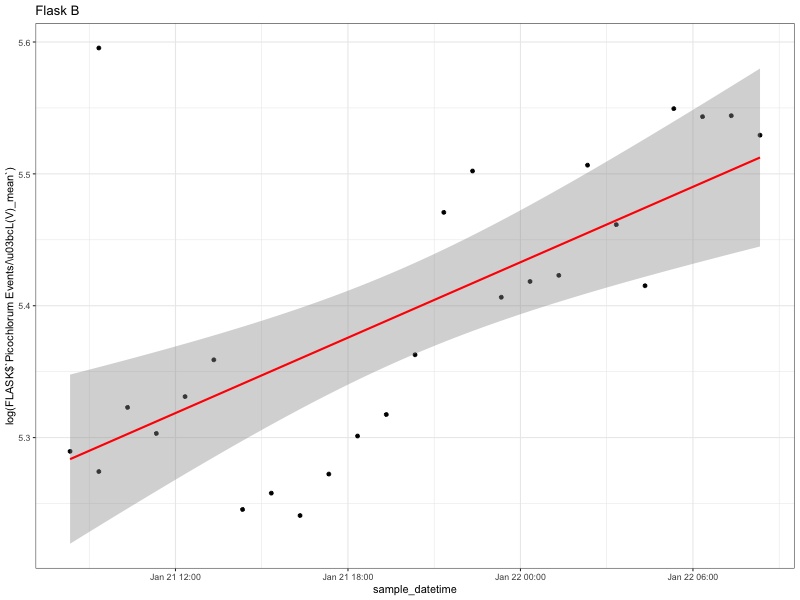 Flask B
5.6
5.5
5.4
5.3
log(FLASK$`Picochlorum Events/\u03bcL(V)_mean`)
Jan 21 12:00
Jan 21 18:00
Jan 22 00:00
Jan 22 06:00
sample_datetime